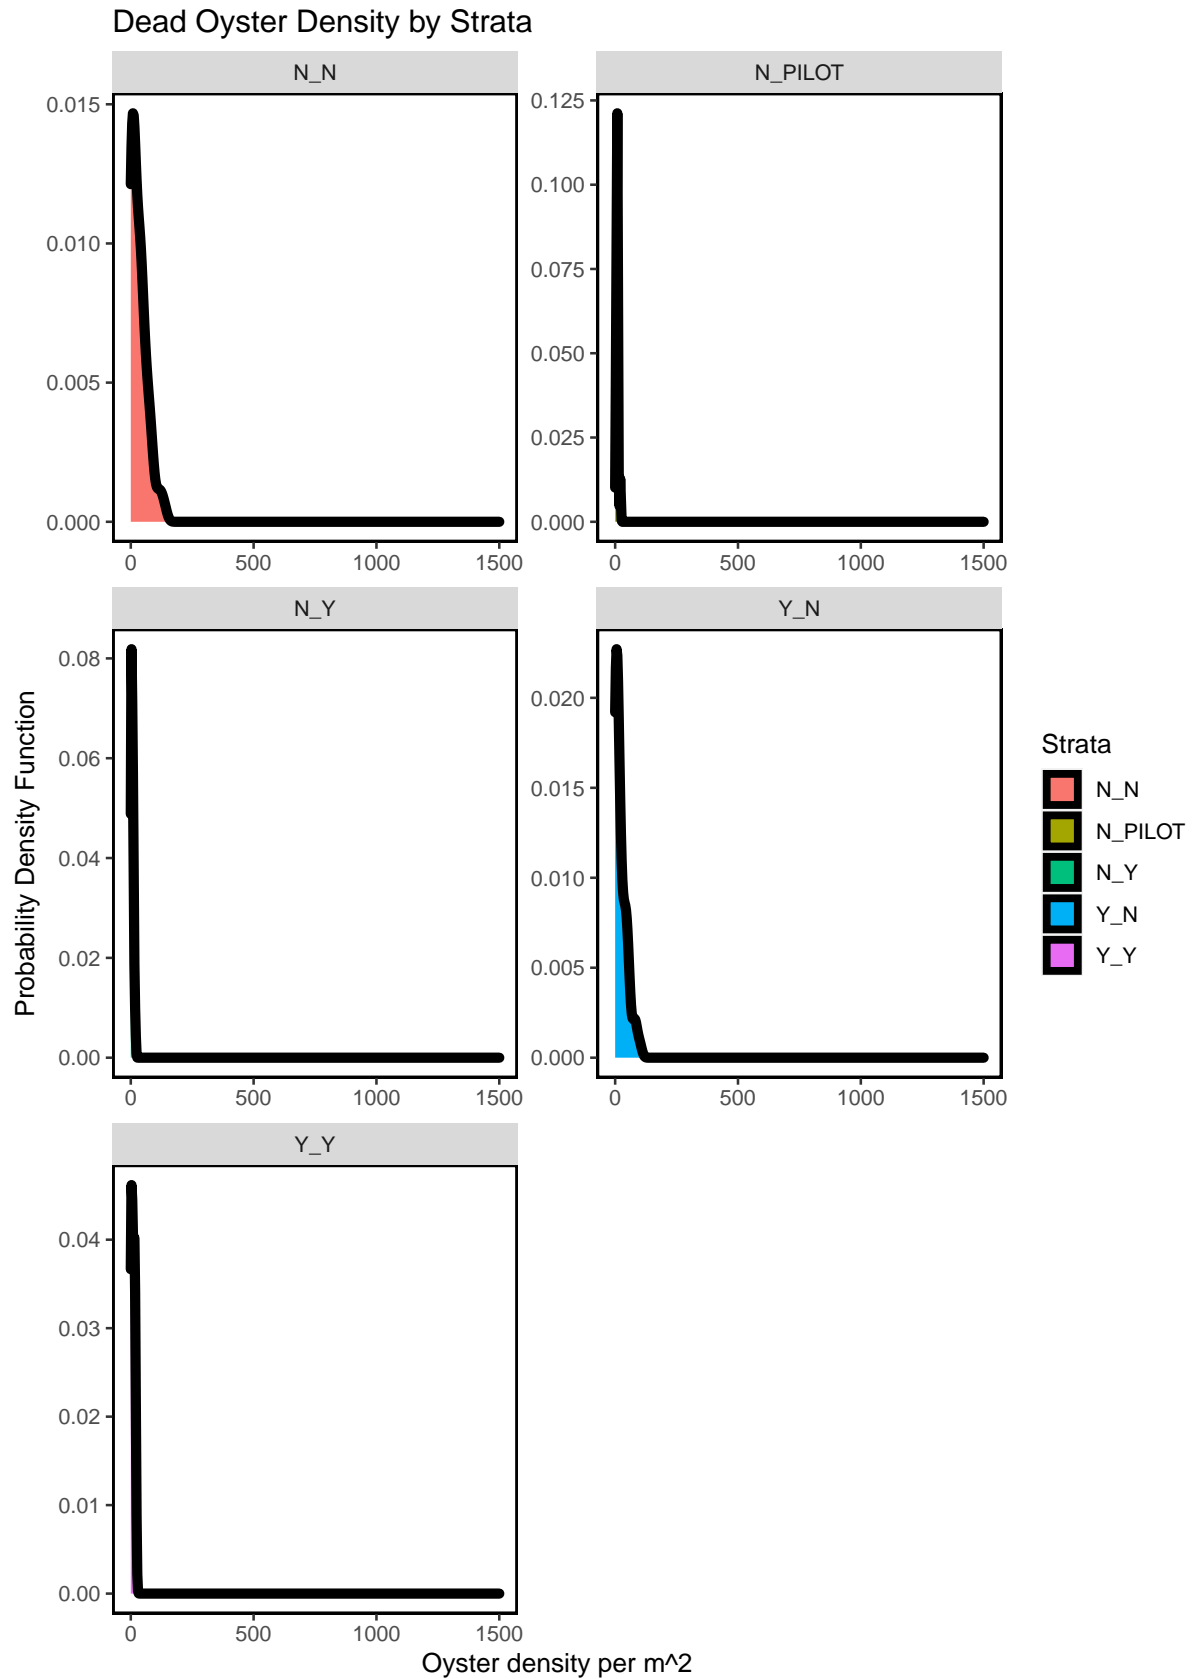 Dead Oyster Density by Strata
N_N
N_PILOT
0.015
0.010
0.005
0.000
0 500 1000 1500
0.125
0.100
0.075
0.050
0.025
0.000
0 500 1000 1500
N_Y
Y_N
Probability Density Function
0.08
0.06
0.04
0.02
0.00
0 500 1000 1500
0.020
0.015
0.010
0.005
0.000
0 500 1000 1500
Strata
N_N
N_PILOT
N_Y
Y_N
Y_Y
Y_Y
0.04
0.03
0.02
0.01
0.00
0 500 1000 1500
Oyster density per m^2